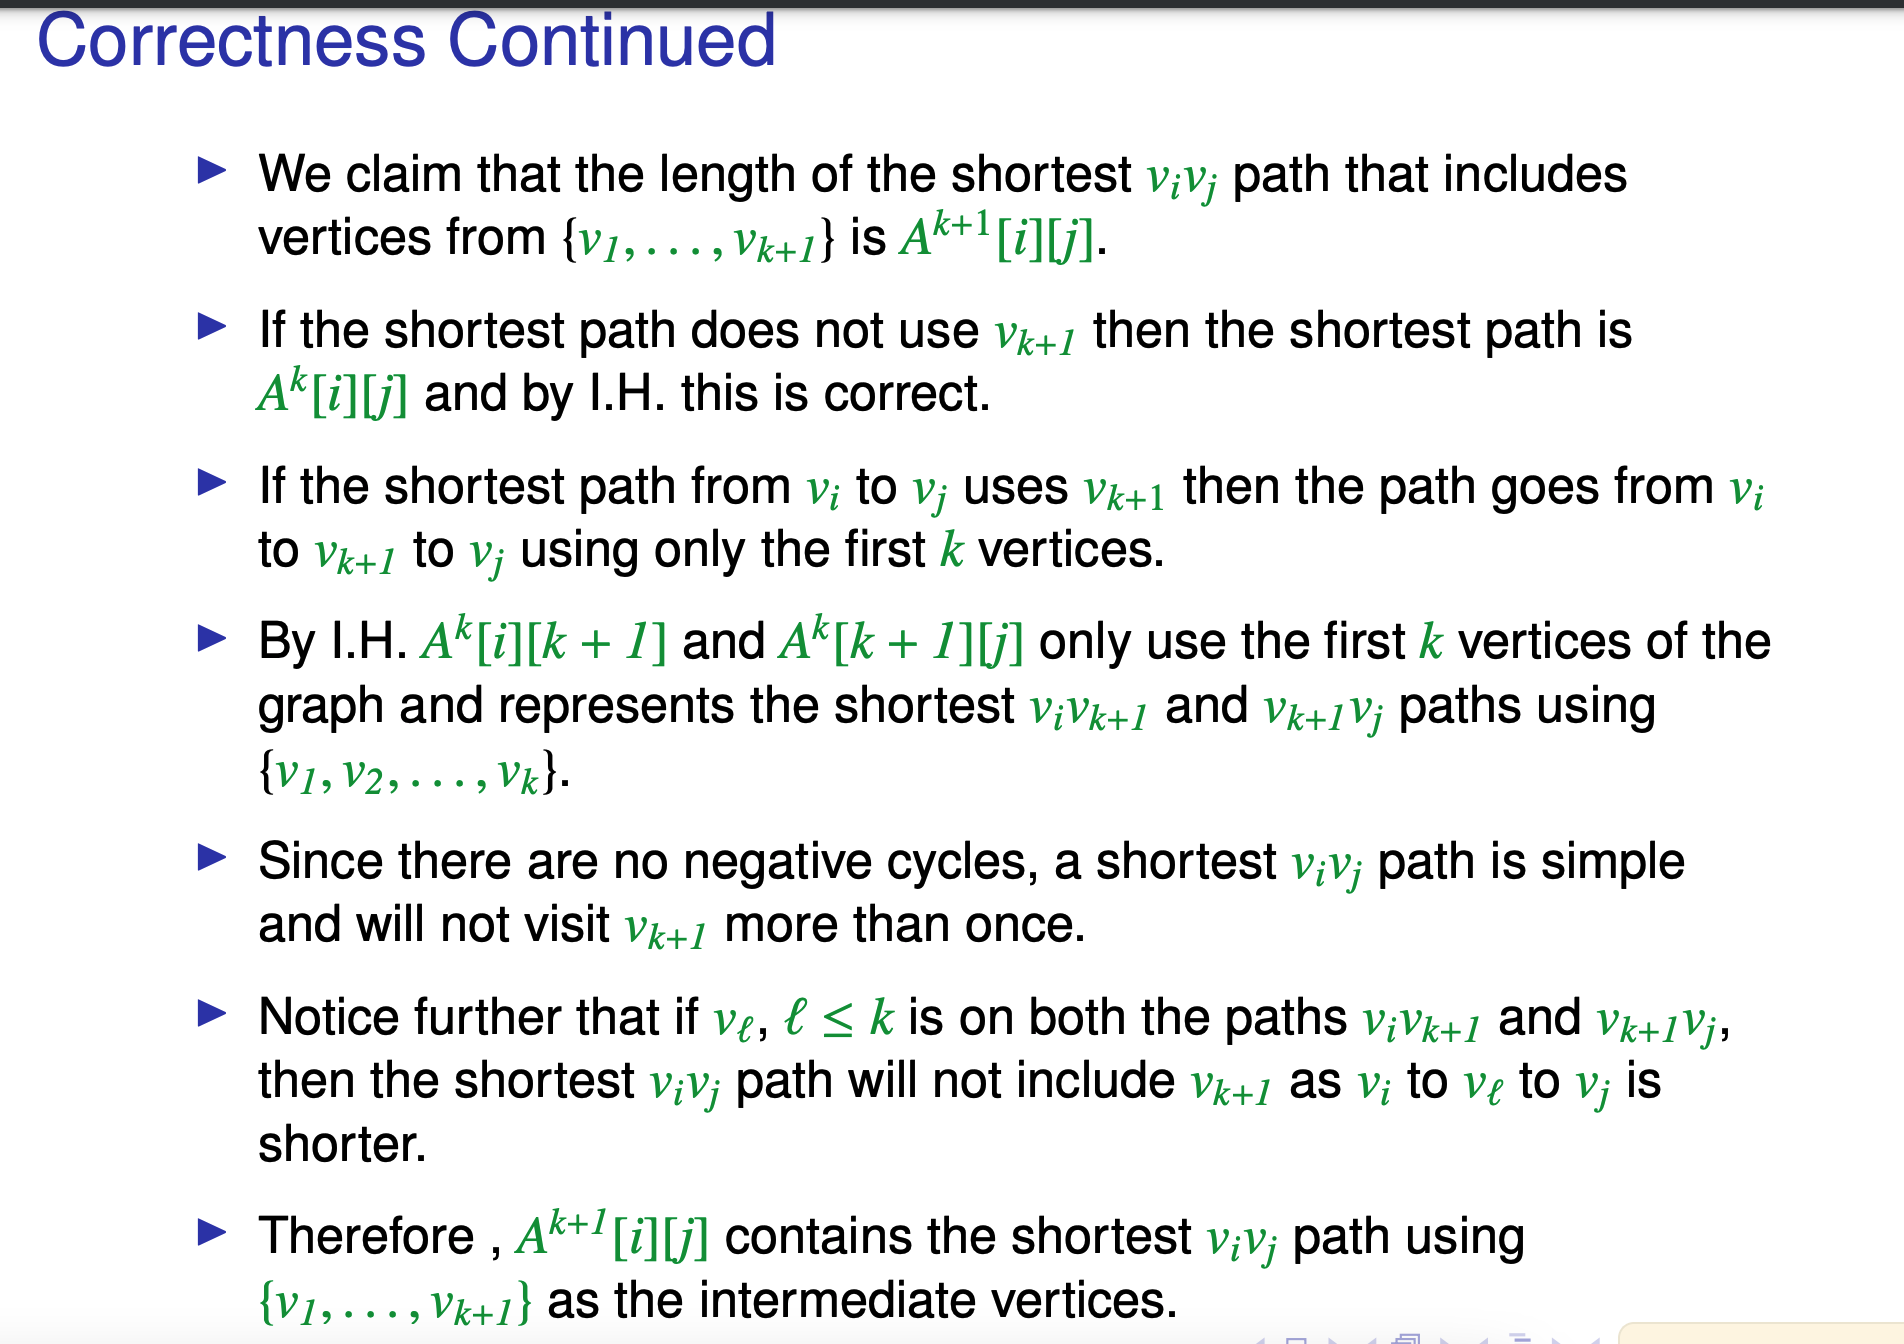 Correctness Continued
▶ We claim that the length of the shortest $v_iv_j$ path that includes
vertices from $\{v_1, \ldots, v_{k+1}\}$ is $A^{k+1}[i][j]$.
▶ If the shortest path does not use $v_{k+1}$ then the shortest path is
$A^k[i][j]$ and by I.H. this is correct.
▶ If the shortest path from $v_i$ to $v_j$ uses $v_{k+1}$ then the path goes from $v_i$
to $v_{k+1}$ to $v_j$ using only the first $k$ vertices.
▶ By I.H. $A^k[i][k + 1]$ and $A^k[k + 1][j]$ only use the first $k$ vertices of the
graph and represents the shortest $v_iv_{k+1}$ and $v_{k+1}v_j$ paths using
$\{v_1, v_2, \ldots, v_k\}$.
▶ Since there are no negative cycles, a shortest $v_iv_j$ path is simple
and will not visit $v_{k+1}$ more than once.
▶ Notice further that if $v_\ell$, $\ell \leq k$ is on both the paths $v_iv_{k+1}$ and $v_{k+1}v_j$,
then the shortest $v_iv_j$ path will not include $v_{k+1}$ as $v_i$ to $v_\ell$ to $v_j$ is
shorter.
▶ Therefore , $A^{k+1}[i][j]$ contains the shortest $v_iv_j$ path using
$\{v_1, \ldots, v_{k+1}\}$ as the intermediate vertices.